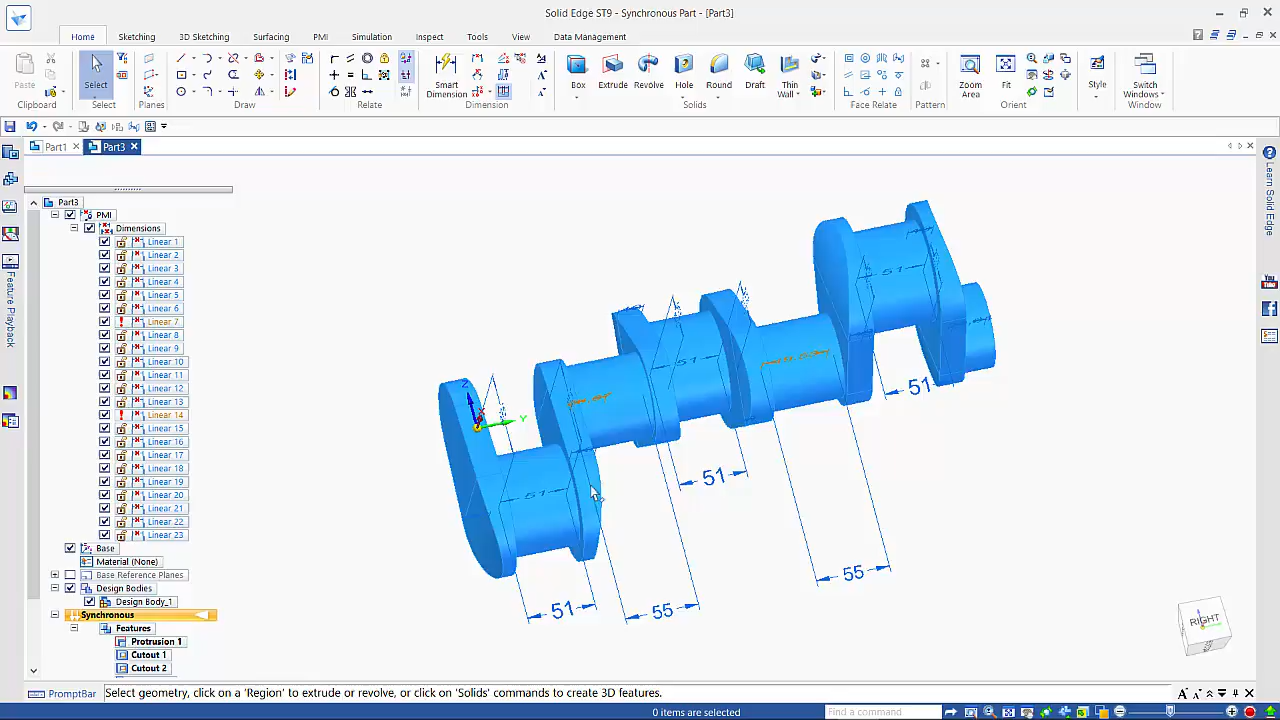 Solid Edge ST9 - Synchronous Part - [Part3]
Home Sketching 3D Sketching Surfacing PMI Simulation Inspect Tools View Data Management
Paste Select Smart Dimension Box Extrude Revolve Hole Round Draft Thin Wall Zoom Area Fit Style Switch Windows
Clipboard Select Planes Draw Relate Dimension Solids Face Relate Pattern Orient Style Window
Part1 Part3
Part3
PMI
Dimensions
Linear 1
Linear 2
Linear 3
Linear 4
Linear 5
Linear 6
Linear 7
Linear 8
Linear 9
Linear 10
Linear 11
Linear 12
Linear 13
Linear 14
Linear 15
Linear 16
Linear 17
Linear 18
Linear 19
Linear 20
Linear 21
Linear 22
Linear 23
Base
Material (None)
Base Reference Planes
Design Bodies
Design Body_1
Synchronous
Features
Protrusion 1
Cutout 1
Cutout 2
Feature Playback
Learn Solid Edge
You Tube
Z
Y
51
51
51
51
51
51
55
55
RIGHT
PromptBar Select geometry, click on a 'Region' to extrude or revolve, or click on 'Solids' commands to create 3D features.
0 items are selected Find a command